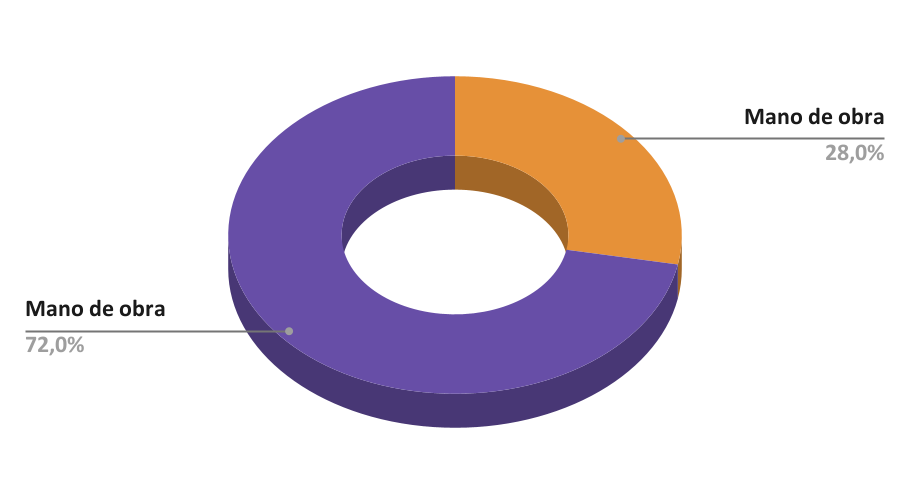 Mano de obra
28,0%
Mano de obra
72,0%